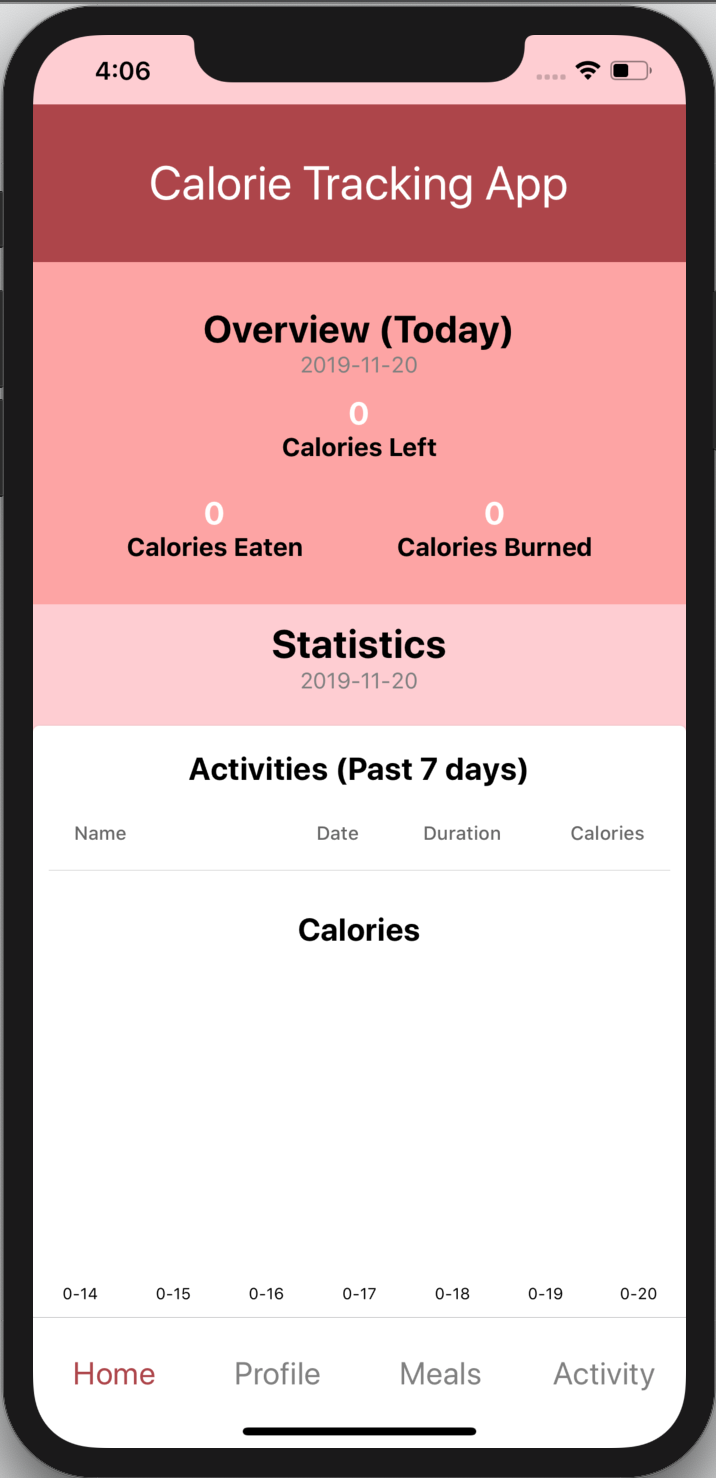 4:06
Calorie Tracking App
Overview (Today)
2019-11-20
0
Calories Left
0 0
Calories Eaten Calories Burned
Statistics
2019-11-20
Activities (Past 7 days)
Name Date Duration Calories
Calories
0-14 0-15 0-16 0-17 0-18 0-19 0-20
Home Profile Meals Activity